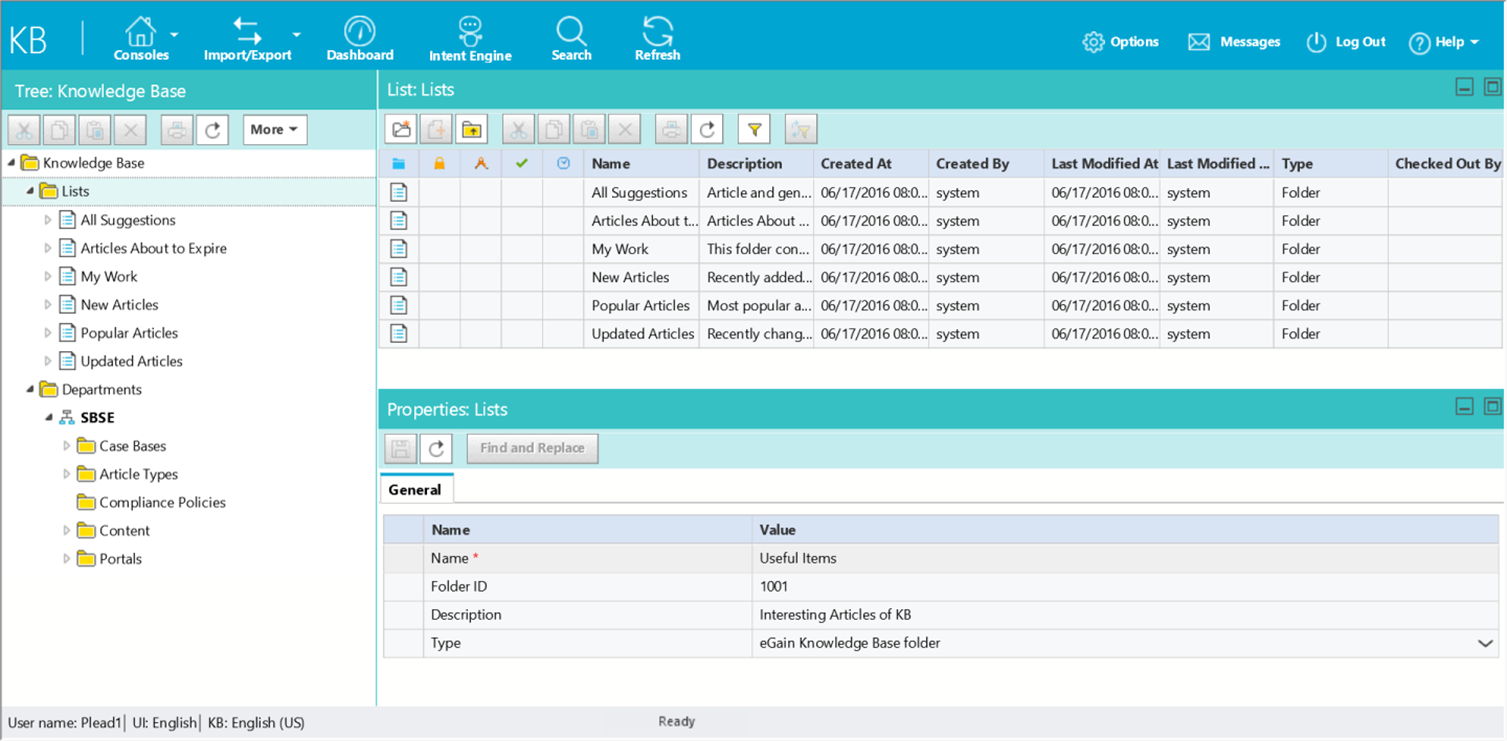 KB Consoles Import/Export Dashboard Intent Engine Search Refresh Options Messages Log Out Help
Tree: Knowledge Base
More
Knowledge Base
Lists
All Suggestions
Articles About to Expire
My Work
New Articles
Popular Articles
Updated Articles
Departments
SBSE
Case Bases
Article Types
Compliance Policies
Content
Portals
List: Lists
Name Description Created At Created By Last Modified At Last Modified ... Type Checked Out By
All Suggestions Article and gen... 06/17/2016 08:0... system 06/17/2016 08:0... system Folder
Articles About t... Articles About ... 06/17/2016 08:0... system 06/17/2016 08:0... system Folder
My Work This folder con... 06/17/2016 08:0... system 06/17/2016 08:0... system Folder
New Articles Recently added... 06/17/2016 08:0... system 06/17/2016 08:0... system Folder
Popular Articles Most popular a... 06/17/2016 08:0... system 06/17/2016 08:0... system Folder
Updated Articles Recently chang... 06/17/2016 08:0... system 06/17/2016 08:0... system Folder
Properties: Lists
Find and Replace
General
Name Value
Name * Useful Items
Folder ID 1001
Description Interesting Articles of KB
Type eGain Knowledge Base folder
User name: Plead1| UI: English| KB: English (US) Ready